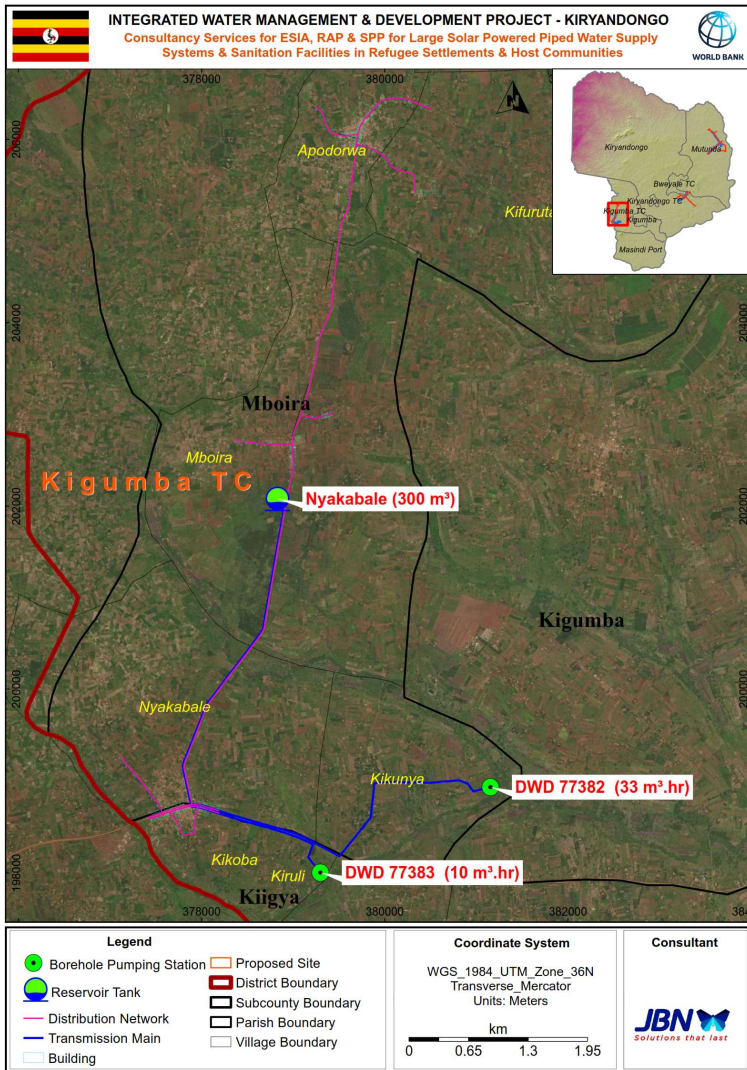 INTEGRATED WATER MANAGEMENT & DEVELOPMENT PROJECT - KIRYANDONGO
Consultancy Services for ESIA, RAP & SPP for Large Solar Powered Piped Water Supply
Systems & Sanitation Facilities in Refugee Settlements & Host Communities
WORLD BANK
378000
380000
N
206000
Apodorwa
Kifuruta
Kiryandongo
Mutunda
Bweyale TC
Kiryandongo TC
Kigumba TC
Kigumba
Masindi Port
204000
204000
Mboira
Mboira
Kigumba TC
Nyakabale (300 m³)
202000
202000
Kigumba
200000
200000
Nyakabale
Kikunya
DWD 77382 (33 m³.hr)
Kikoba
Kiruli
DWD 77383 (10 m³.hr)
Kiigya
198000
198000
378000
380000
382000
384
Legend
Borehole Pumping Station
Reservoir Tank
Distribution Network
Transmission Main
Building
Proposed Site
District Boundary
Subcounty Boundary
Parish Boundary
Village Boundary
Coordinate System
WGS_1984_UTM_Zone_36N
Transverse_Mercator
Units: Meters
km
0 0.65 1.3 1.95
Consultant
JBN
Solutions that last